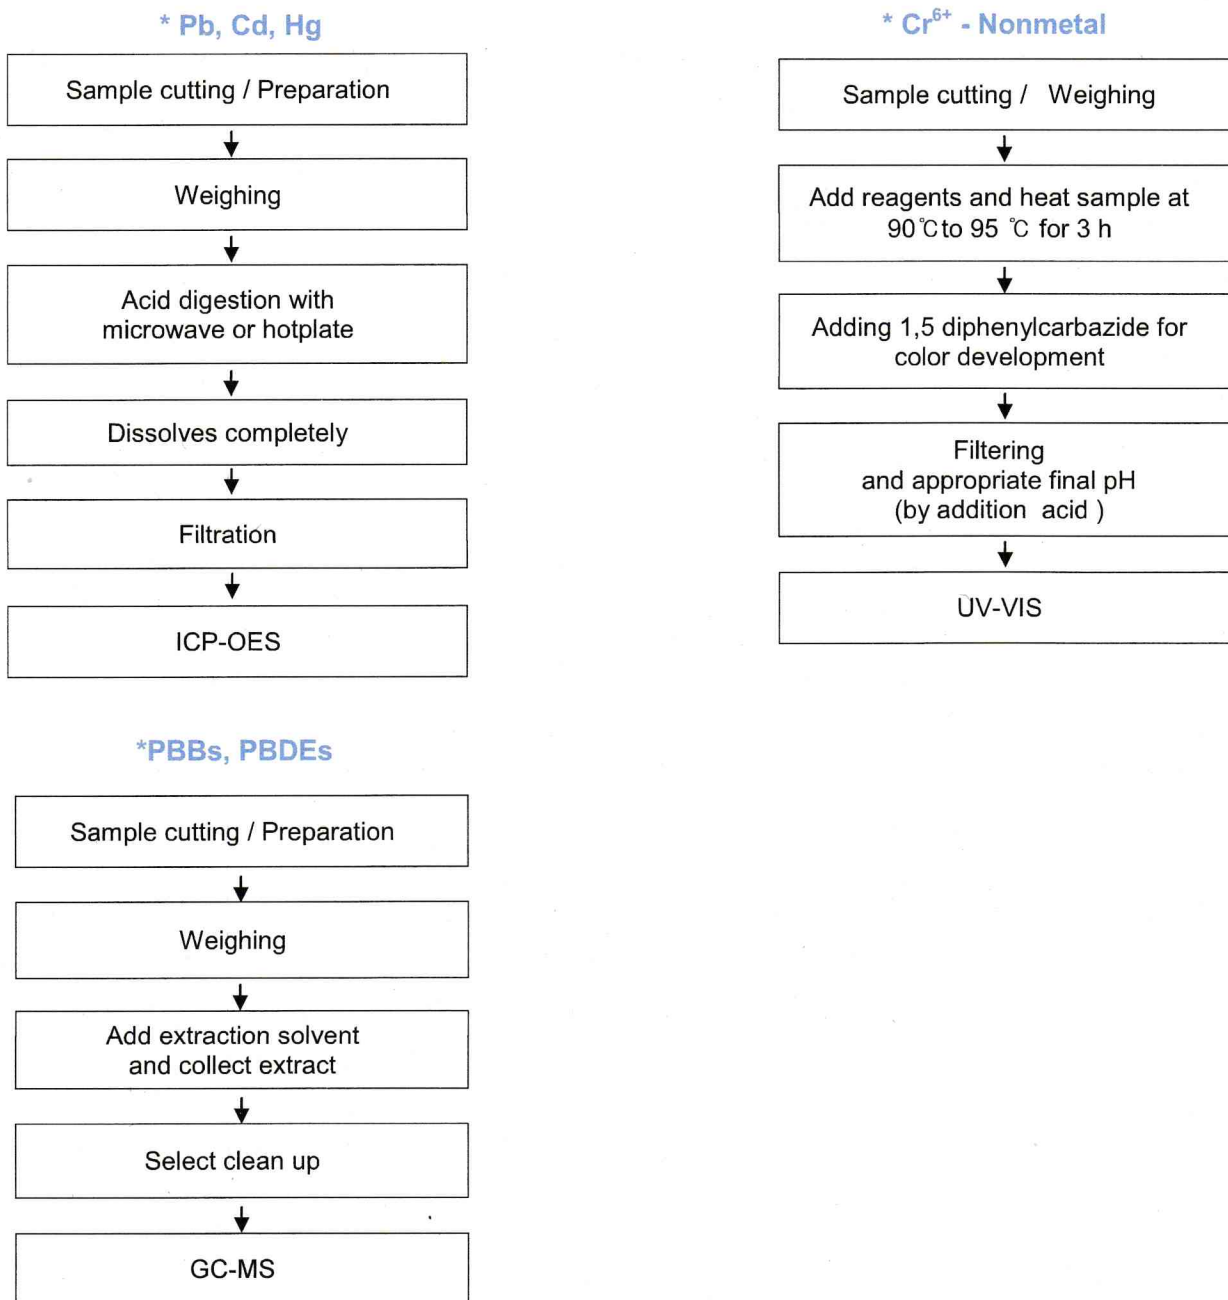 * Pb, Cd, Hg
Sample cutting / Preparation
Weighing
Acid digestion with
microwave or hotplate
Dissolves completely
Filtration
ICP-OES
* Cr⁶⁺ - Nonmetal
Sample cutting / Weighing
Add reagents and heat sample at
90℃ to 95 ℃ for 3 h
Adding 1,5 diphenylcarbazide for
color development
Filtering
and appropriate final pH
(by addition acid )
UV-VIS
*PBBs, PBDEs
Sample cutting / Preparation
Weighing
Add extraction solvent
and collect extract
Select clean up
GC-MS